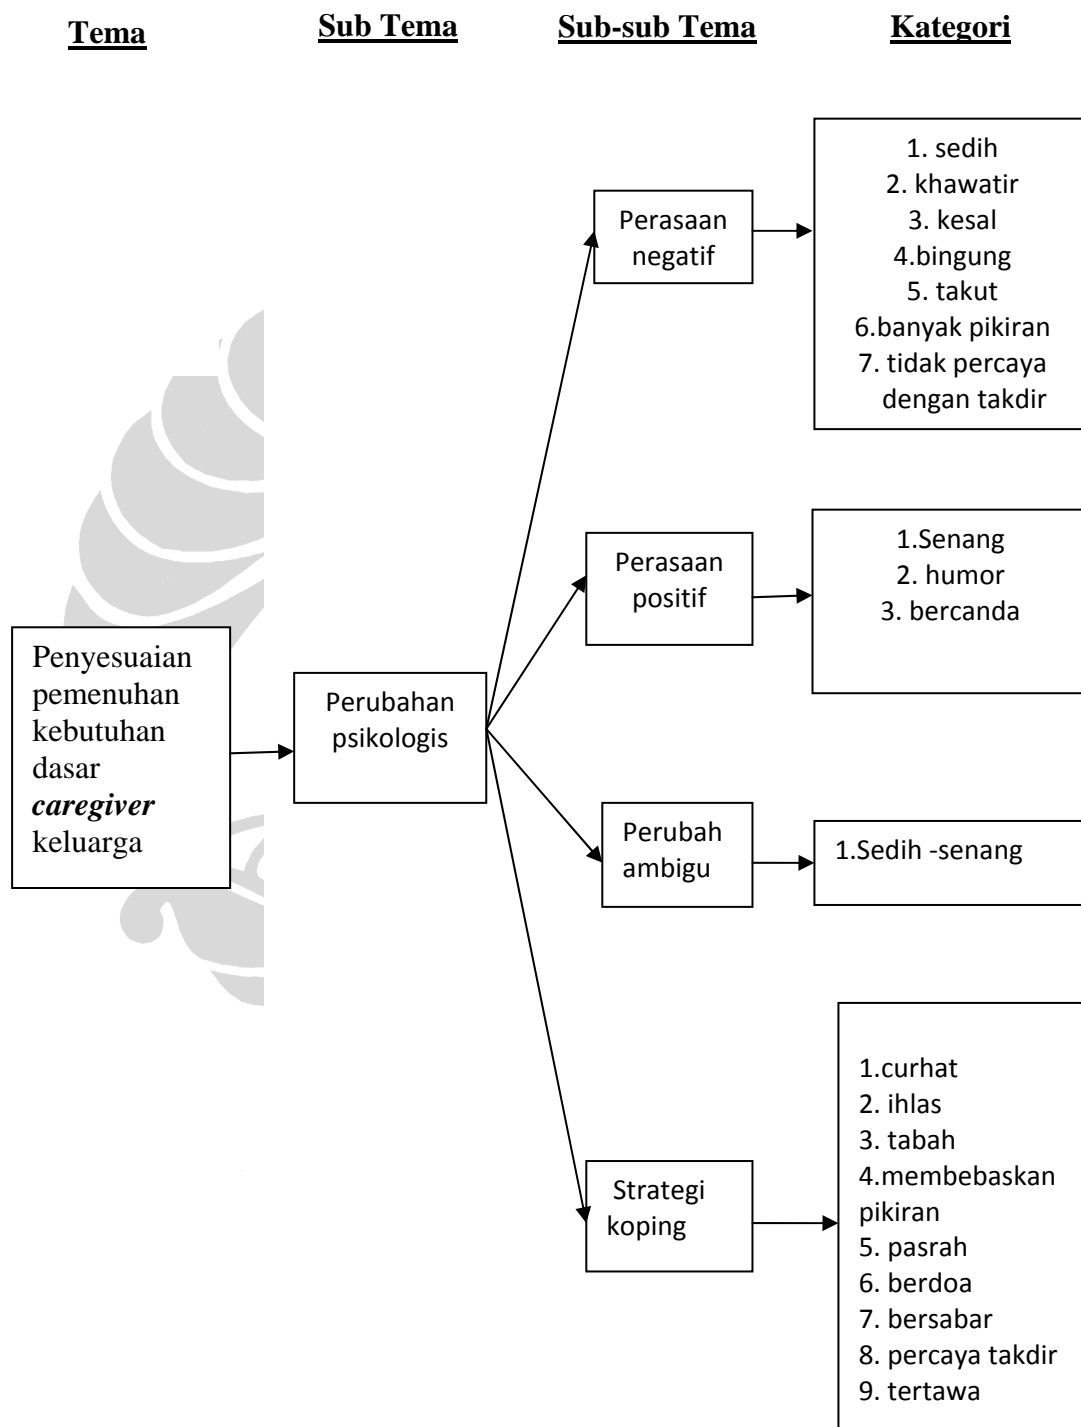 Tema
Sub Tema
Sub-sub Tema
Kategori
Penyesuaian
pemenuhan
kebutuhan
dasar
caregiver
keluarga
Perubahan
psikologis
Perasaan
negatif
1. sedih
2. khawatir
3. kesal
4.bingung
5. takut
6.banyak pikiran
7. tidak percaya
dengan takdir
Perasaan
positif
1.Senang
2. humor
3. bercanda
Perubah
ambigu
1.Sedih -senang
Strategi
koping
1.curhat
2. ihlas
3. tabah
4.membebaskan
pikiran
5. pasrah
6. berdoa
7. bersabar
8. percaya takdir
9. tertawa